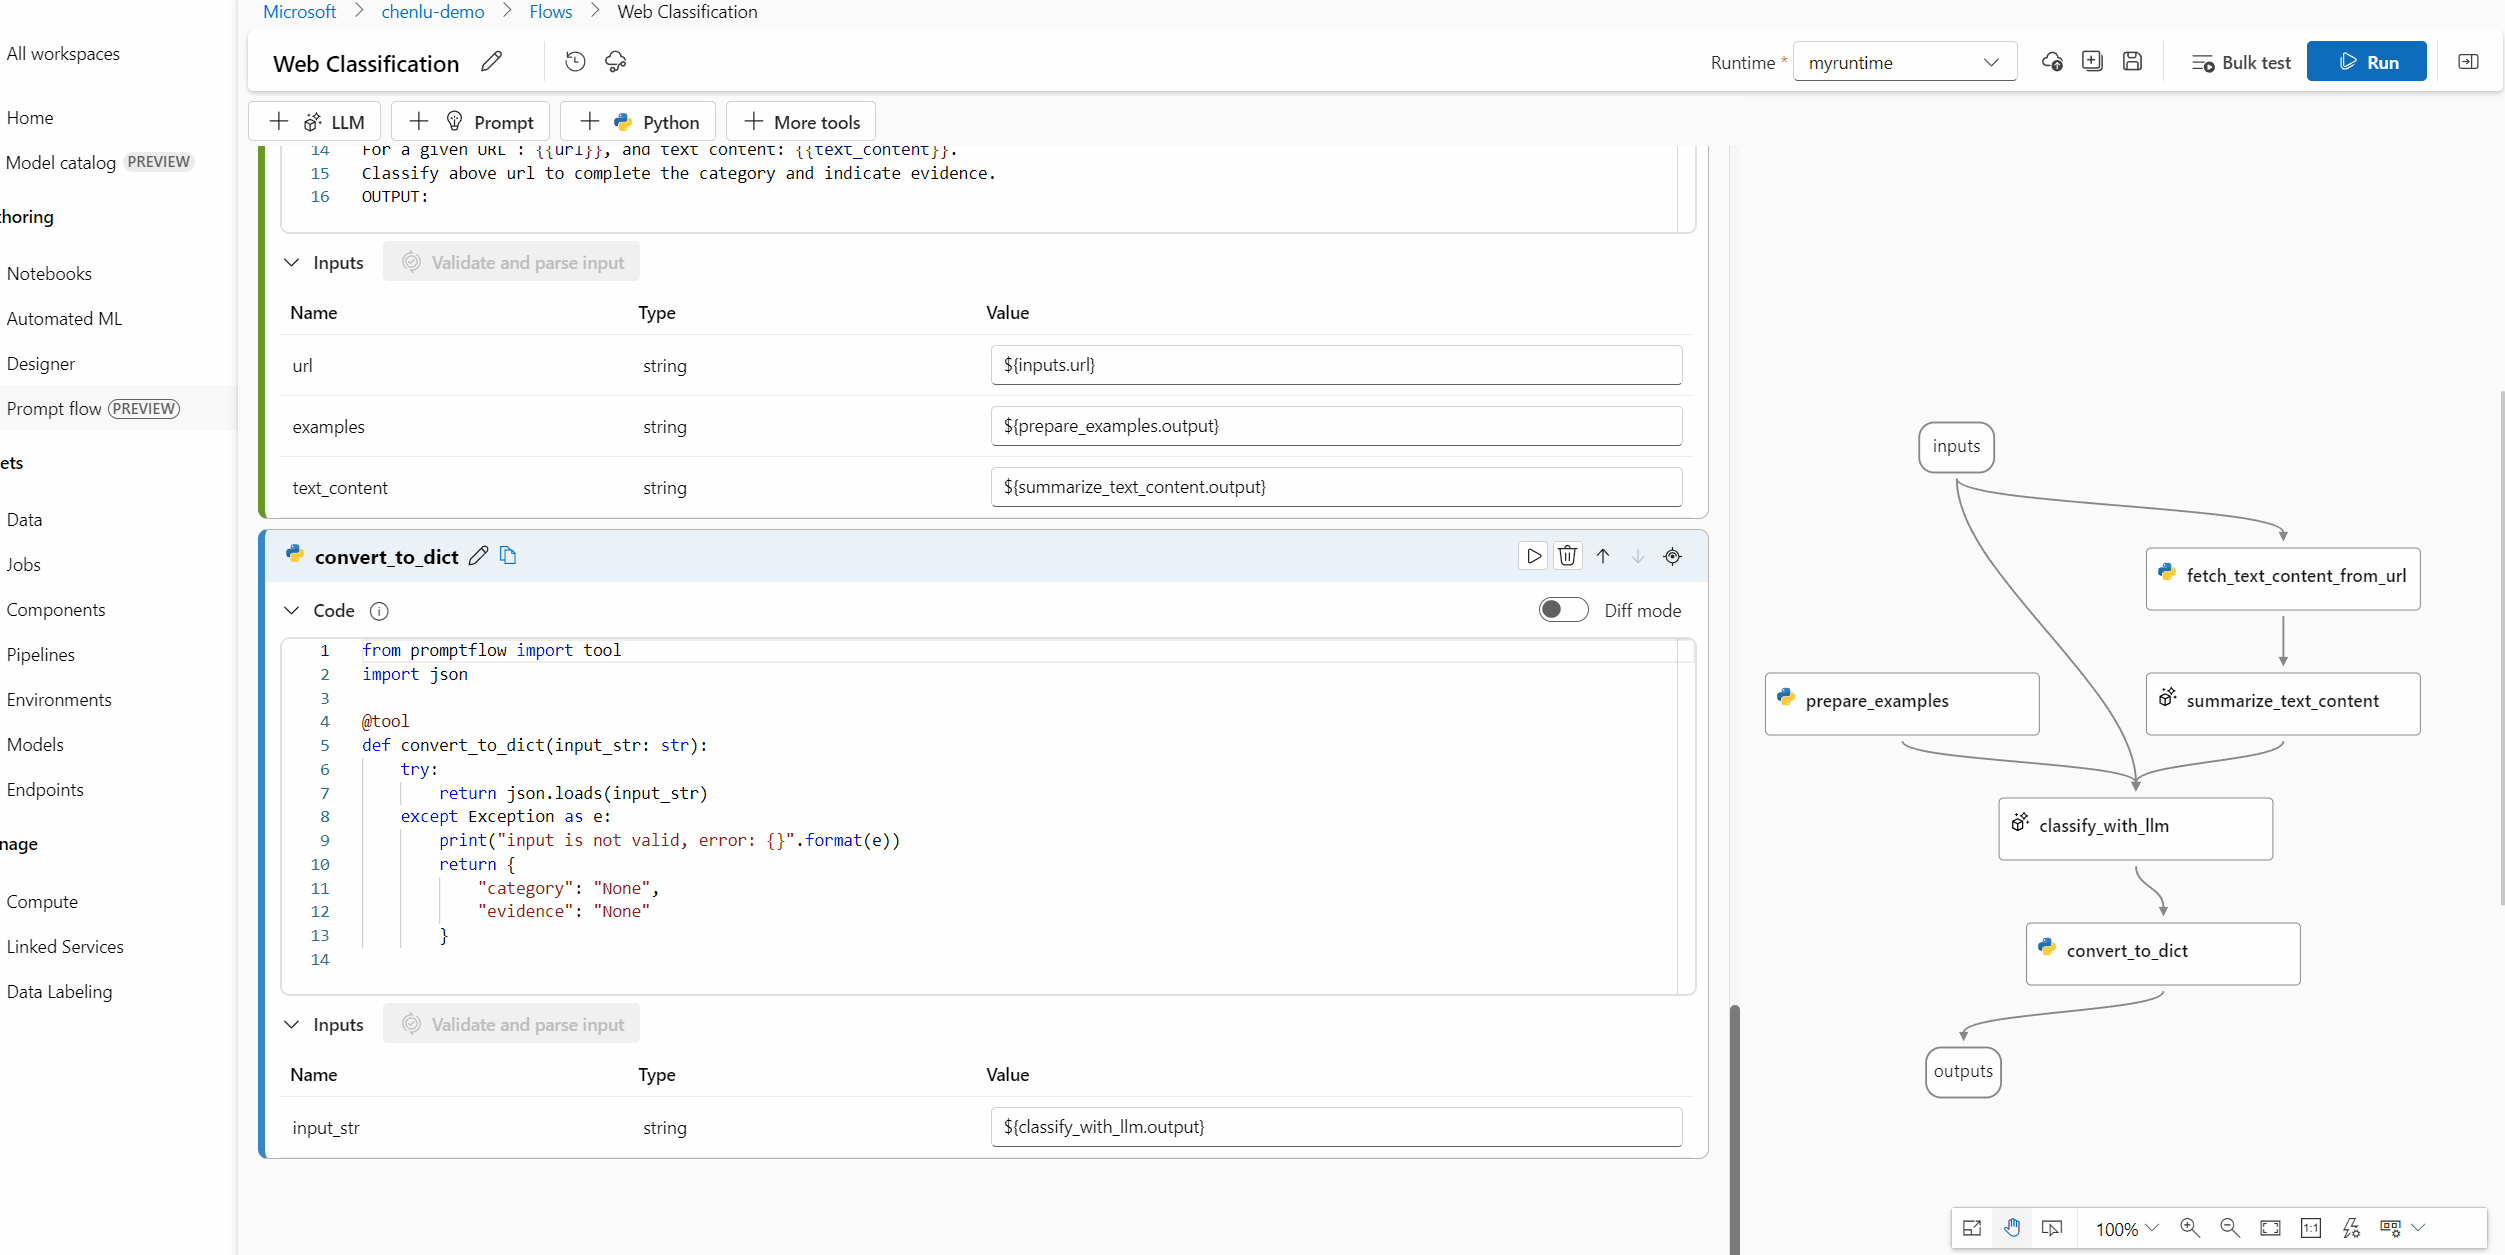 Microsoft > chenlu-demo > Flows > Web Classification
All workspaces
Home
Model catalog PREVIEW
thoring
Notebooks
Automated ML
Designer
Prompt flow PREVIEW
ets
Data
Jobs
Components
Pipelines
Environments
Models
Endpoints
nage
Compute
Linked Services
Data Labeling
Web Classification
Runtime * myruntime
Bulk test
Run
LLM
Prompt
Python
More tools
14 For a given URL : {{url}}, and text content: {{text_content}}.
15 Classify above url to complete the category and indicate evidence.
16 OUTPUT:
Inputs Validate and parse input
Name Type Value
url string ${inputs.url}
examples string ${prepare_examples.output}
text_content string ${summarize_text_content.output}
convert_to_dict
Code Diff mode
1 from promptflow import tool
2 import json
3
4 @tool
5 def convert_to_dict(input_str: str):
6 try:
7 return json.loads(input_str)
8 except Exception as e:
9 print("input is not valid, error: {}".format(e))
10 return {
11 "category": "None",
12 "evidence": "None"
13 }
14
Inputs Validate and parse input
Name Type Value
input_str string ${classify_with_llm.output}
inputs
fetch_text_content_from_url
prepare_examples
summarize_text_content
classify_with_llm
convert_to_dict
outputs
100%
1:1